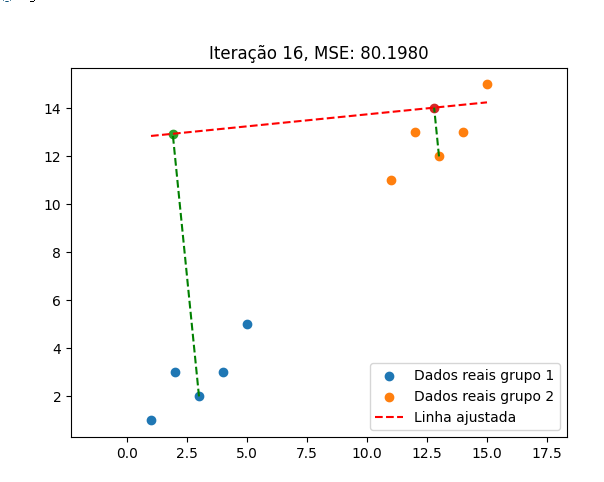 Iteração 16, MSE: 80.1980
14
12
10
8
6
4
2
0.0 2.5 5.0 7.5 10.0 12.5 15.0 17.5
Dados reais grupo 1
Dados reais grupo 2
Linha ajustada